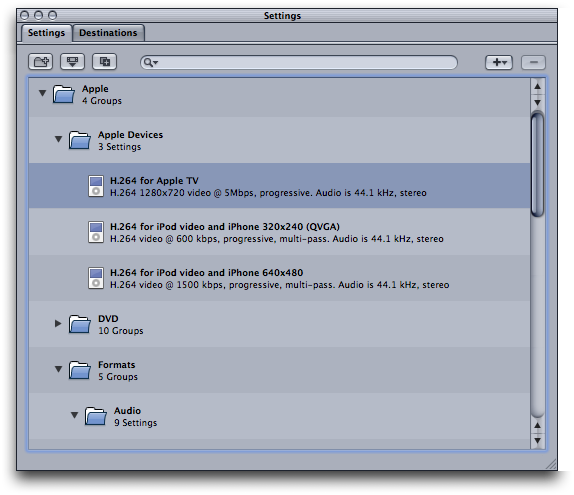 Settings
Settings Destinations
Apple
4 Groups
Apple Devices
3 Settings
H.264 for Apple TV
H.264 1280x720 video @ 5Mbps, progressive. Audio is 44.1 kHz, stereo
H.264 for iPod video and iPhone 320x240 (QVGA)
H.264 video @ 600 kbps, progressive, multi-pass. Audio is 44.1 kHz, stereo
H.264 for iPod video and iPhone 640x480
H.264 video @ 1500 kbps, progressive, multi-pass. Audio is 44.1 kHz, stereo
DVD
10 Groups
Formats
5 Groups
Audio
9 Settings